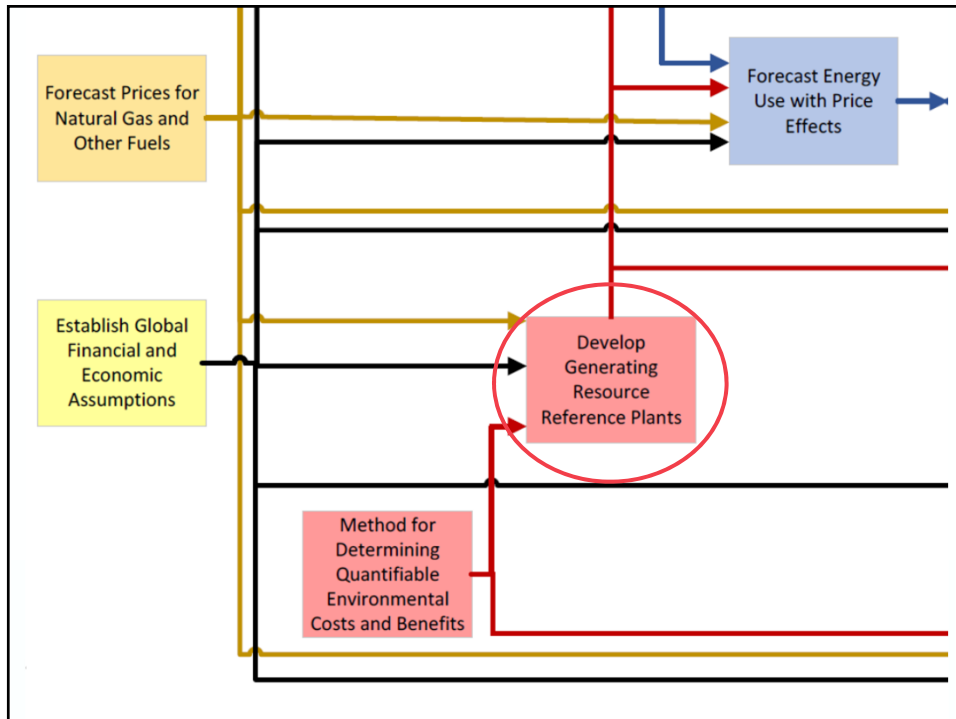 Forecast Prices for
Natural Gas and
Other Fuels
Forecast Energy
Use with Price
Effects
Establish Global
Financial and
Economic
Assumptions
Develop
Generating
Resource
Reference Plants
Method for
Determining
Quantifiable
Environmental
Costs and Benefits